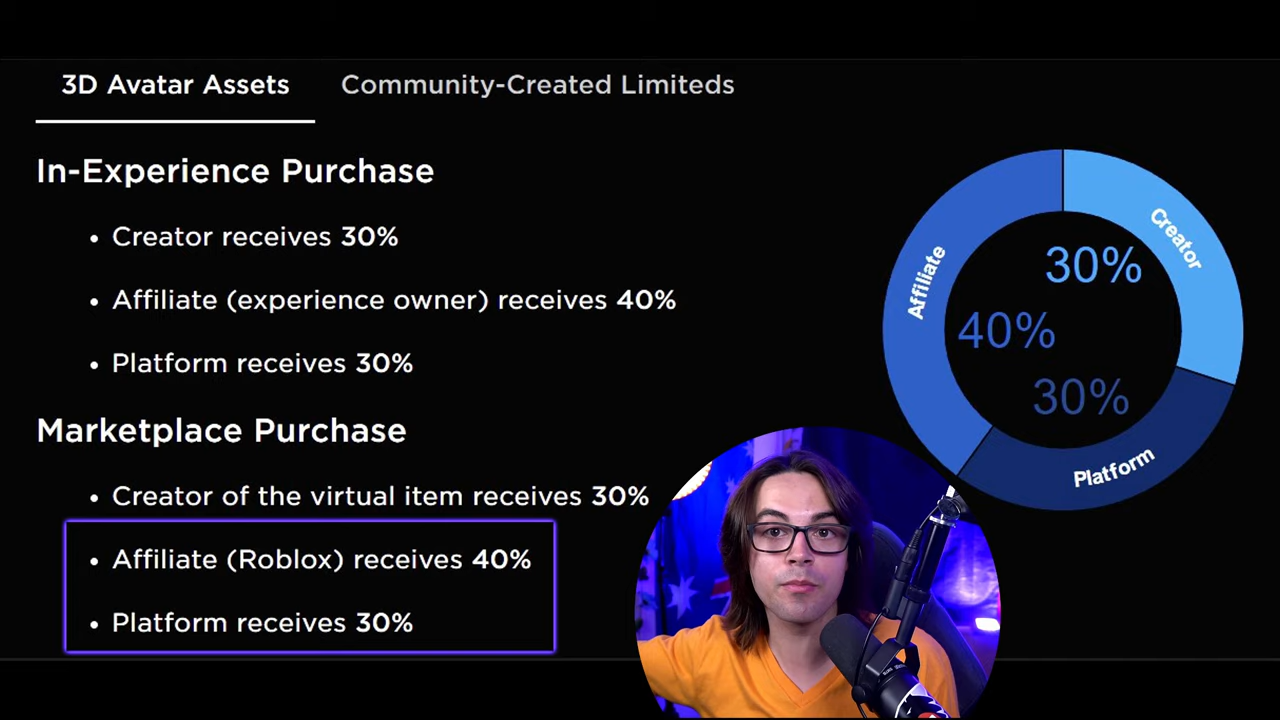 3D Avatar Assets
Community-Created Limiteds
In-Experience Purchase
• Creator receives 30%
• Affiliate (experience owner) receives 40%
• Platform receives 30%
Marketplace Purchase
• Creator of the virtual item receives 30%
• Affiliate (Roblox) receives 40%
• Platform receives 30%
Creator
30%
Affiliate
40%
30%
Platform